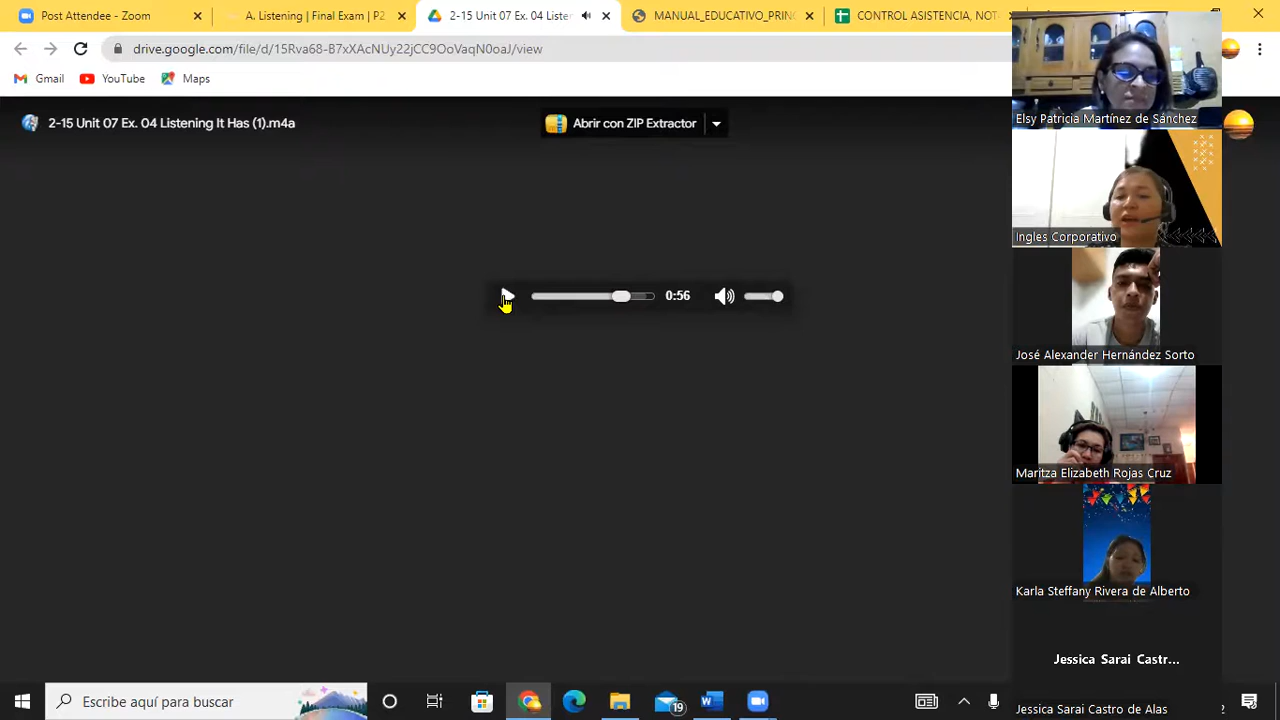 Post Attendee - Zoom
A. Listening | Final Exam | P2
2-15 Unit 07 Ex. 04 Lister
MANUAL_EDUCATIVO_PRINC
CONTROL ASISTENCIA, NOT
drive.google.com/file/d/15Rva68-B7xXAcNUy22jCC9OoVaqN0oaJ/view
Gmail
YouTube
Maps
2-15 Unit 07 Ex. 04 Listening It Has (1).m4a
Abrir con ZIP Extractor
0:56
Elsy Patricia Martínez de Sánchez
Ingles Corporativo
José Alexander Hernández Sorto
Maritza Elizabeth Rojas Cruz
Karla Steffany Rivera de Alberto
Jessica Sarai Castr...
Jessica Sarai Castro de Alas
Escribe aquí para buscar
19
2